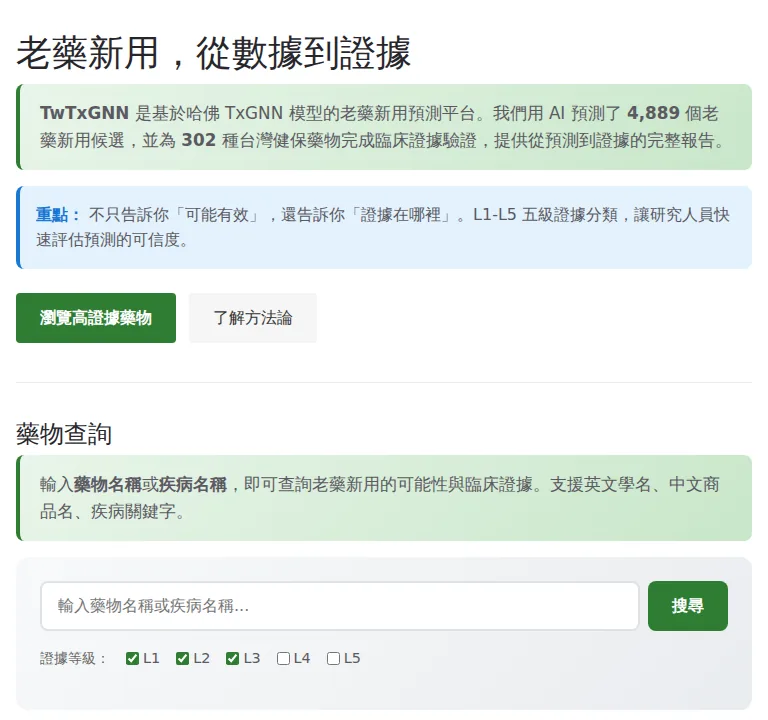 老藥新用，從數據到證據
TwTxGNN 是基於哈佛 TxGNN 模型的老藥新用預測平台。我們用 AI 預測了 4,889 個老
藥新用候選，並為 302 種台灣健保藥物完成臨床證據驗證，提供從預測到證據的完整報告。
重點： 不只告訴你「可能有效」，還告訴你「證據在哪裡」。L1-L5 五級證據分類，讓研究人員快
速評估預測的可信度。
瀏覽高證據藥物 了解方法論
藥物查詢
輸入藥物名稱或疾病名稱，即可查詢老藥新用的可能性與臨床證據。支援英文學名、中文商
品名、疾病關鍵字。
輸入藥物名稱或疾病名稱... 搜尋
證據等級： L1 L2 L3 L4 L5